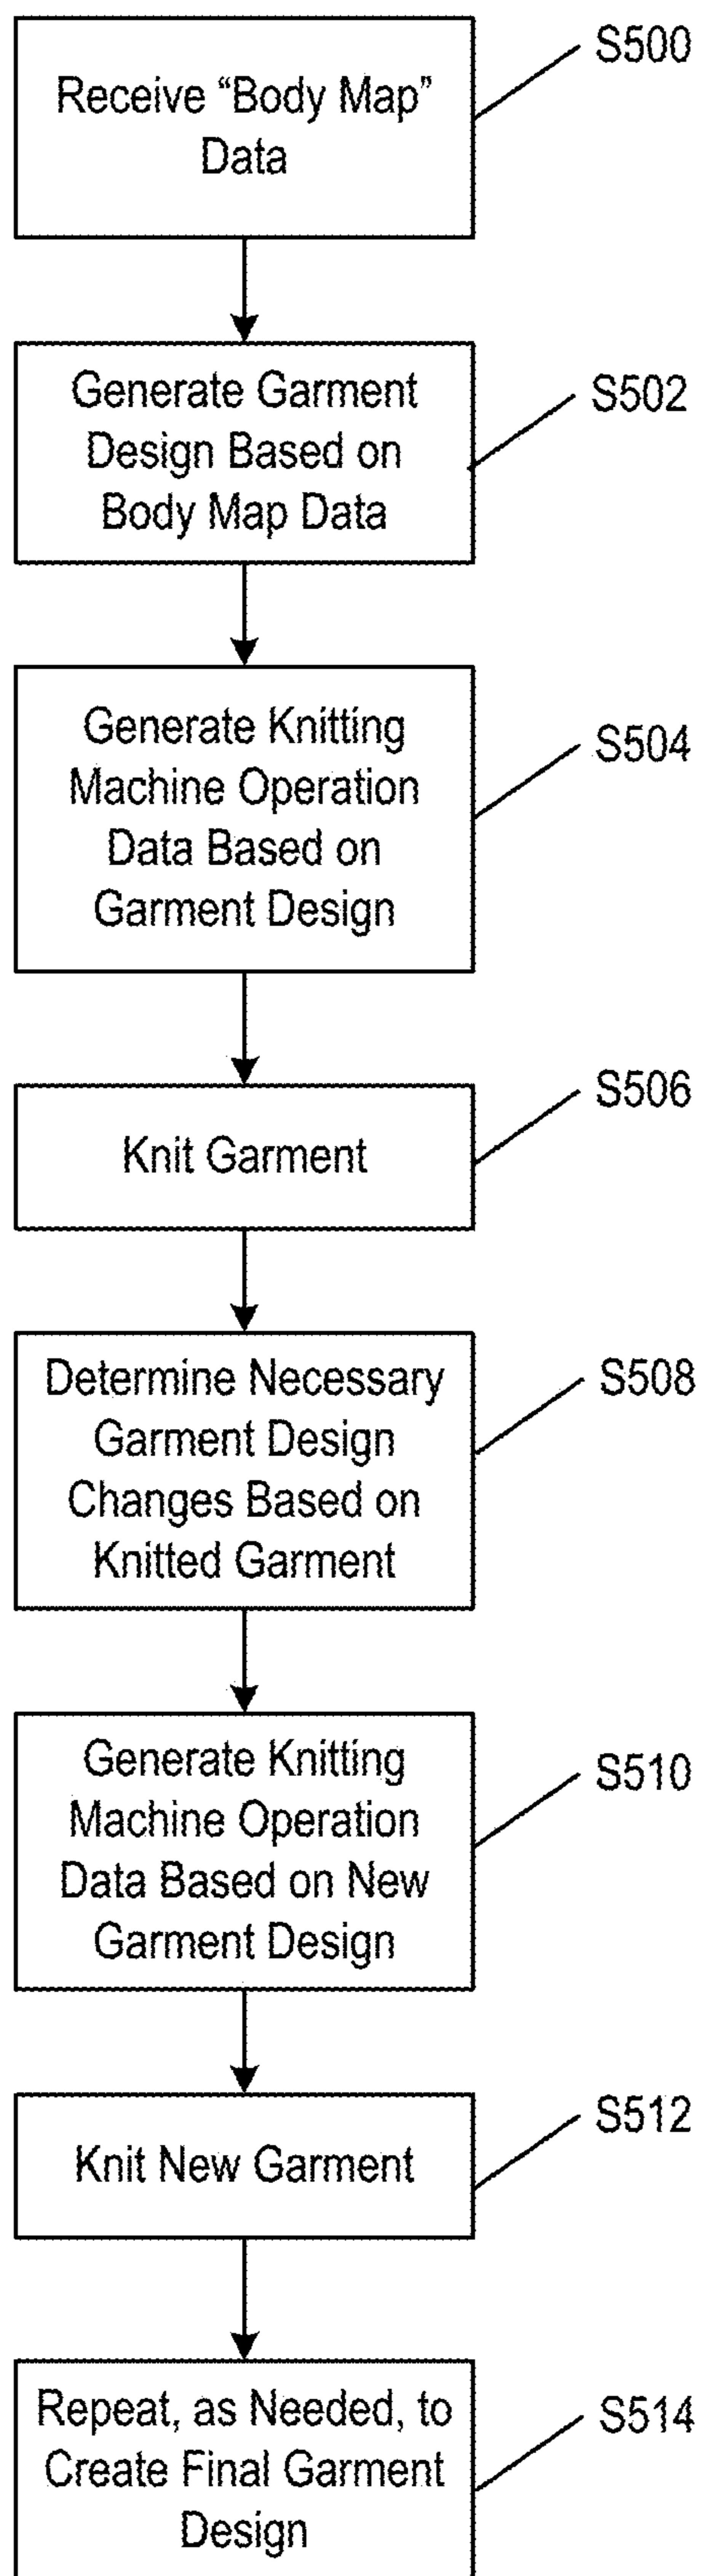 Receive “Body Map”
Data
S500
Generate Garment
Design Based on
Body Map Data
S502
Generate Knitting
Machine Operation
Data Based on
Garment Design
S504
Knit Garment
S506
Determine Necessary
Garment Design
Changes Based on
Knitted Garment
S508
Generate Knitting
Machine Operation
Data Based on New
Garment Design
S510
Knit New Garment
S512
Repeat, as Needed, to
Create Final Garment
Design
S514